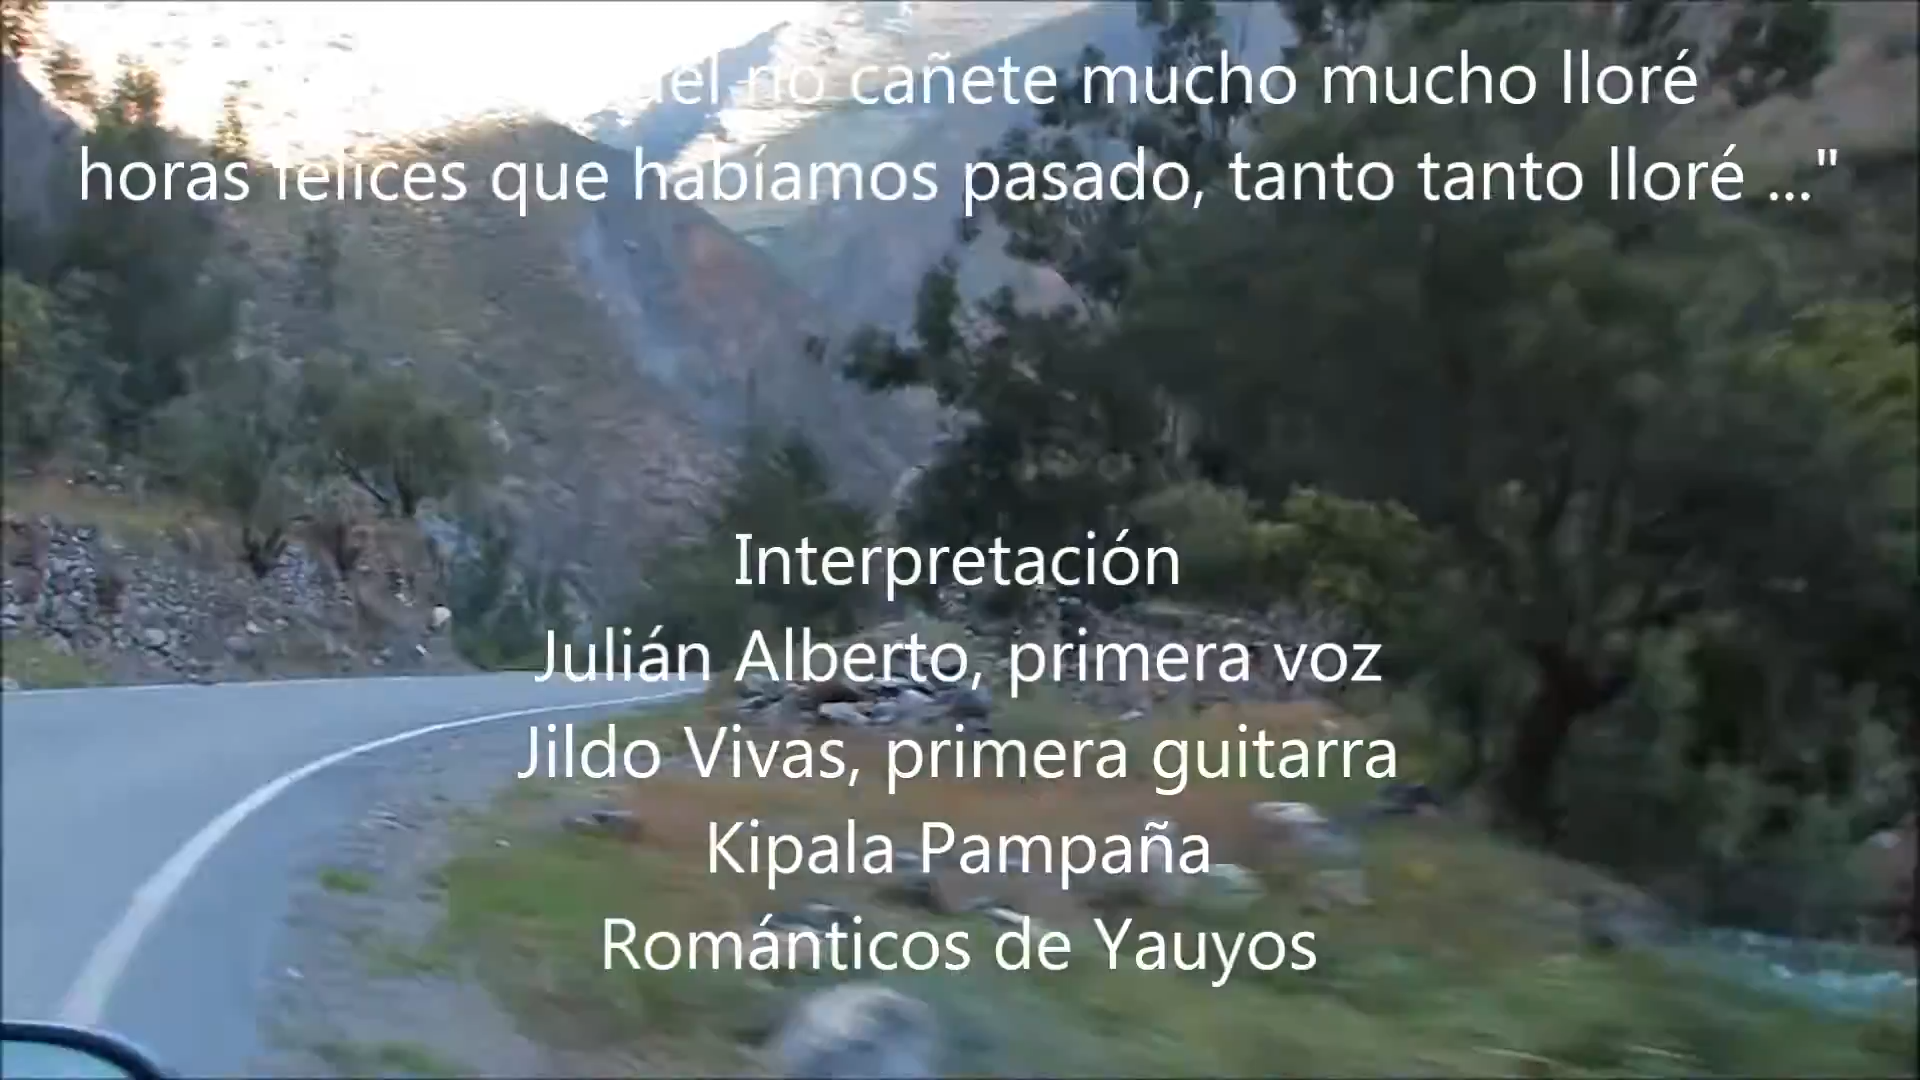 cañete mucho mucho lloré
horas felices que habíamos pasado, tanto tanto lloré ..."
Interpretación
Julián Alberto, primera voz
Jildo Vivas, primera guitarra
Kipala Pampaña
Románticos de Yauyos